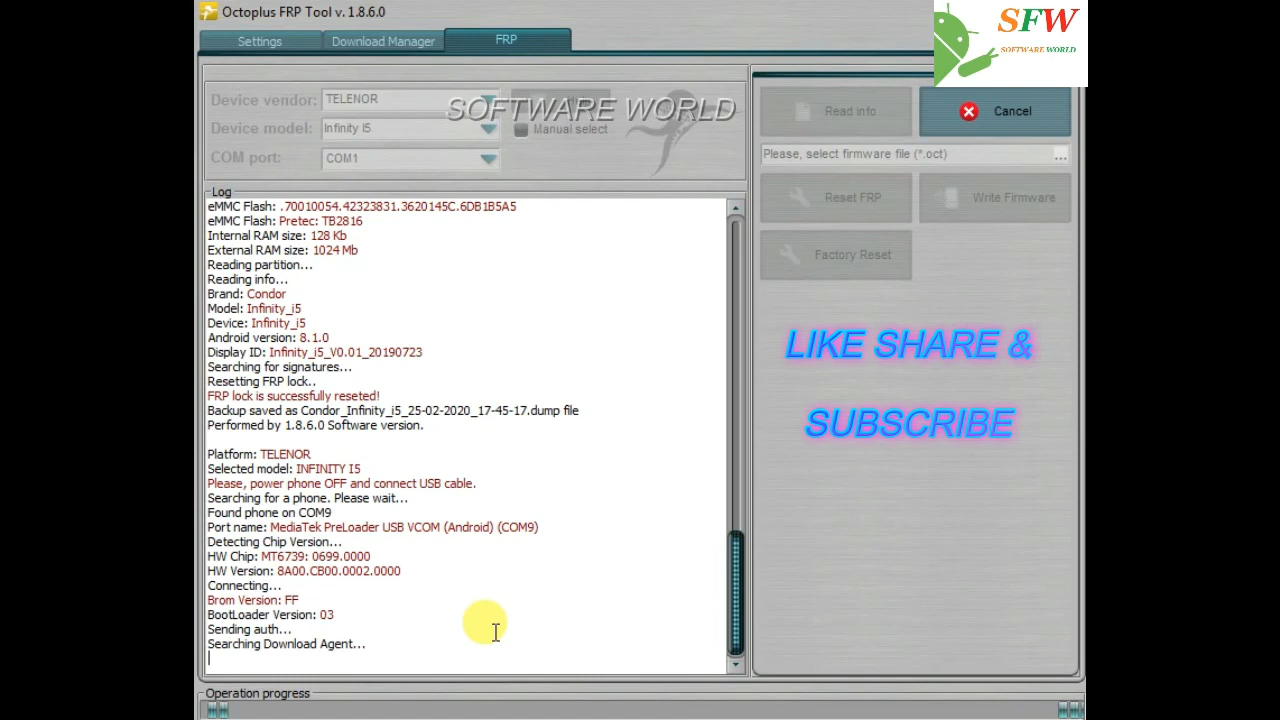 Octoplus FRP Tool v. 1.8.6.0
SFW
SOFTWARE WORLD
Settings
Download Manager
FRP
Device vendor: TELENOR
Device model: Infinity I5
COM port: COM1
Manual select
SOFTWARE WORLD
Read info
Cancel
Please, select firmware file (*.oct)
...
Reset FRP
Write Firmware
Factory Reset
LIKE SHARE &
SUBSCRIBE
Log
eMMC Flash: .70010054.42323831.3620145C.6DB1B5A5
eMMC Flash: Pretec: TB2816
Internal RAM size: 128 Kb
External RAM size: 1024 Mb
Reading partition...
Reading info...
Brand: Condor
Model: Infinity_i5
Device: Infinity_i5
Android version: 8.1.0
Display ID: Infinity_i5_V0.01_20190723
Searching for signatures...
Resetting FRP lock..
FRP lock is successfully reseted!
Backup saved as Condor_Infinity_i5_25-02-2020_17-45-17.dump file
Performed by 1.8.6.0 Software version.
Platform: TELENOR
Selected model: INFINITY I5
Please, power phone OFF and connect USB cable.
Searching for a phone. Please wait...
Found phone on COM9
Port name: MediaTek PreLoader USB VCOM (Android) (COM9)
Detecting Chip Version...
HW Chip: MT6739: 0699.0000
HW Version: 8A00.CB00.0002.0000
Connecting...
Brom Version: FF
BootLoader Version: 03
Sending auth...
Searching Download Agent...
Operation progress